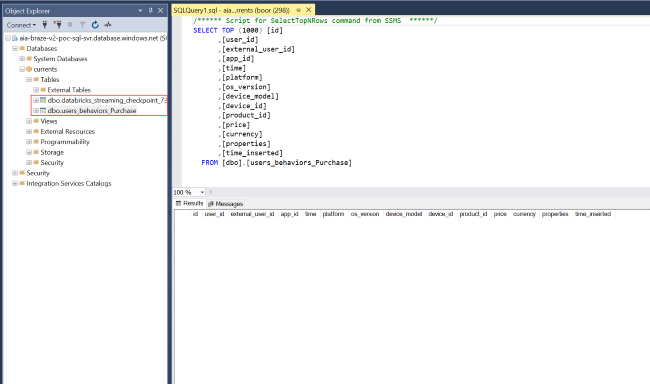 Object Explorer
Connect
aia-braze-v2-poc-sql-svr.database.windows.net (SC
Databases
System Databases
currents
Tables
External Tables
dbo.databricks_streaming_checkpoint_73
dbo.users_behaviors_Purchase
Views
External Resources
Programmability
Storage
Security
Security
Integration Services Catalogs
SQLQuery1.sql - aia...rrents (boor (298))
/****** Script for SelectTopNRows command from SSMS ******/
SELECT TOP (1000) [id]
,[user_id]
,[external_user_id]
,[app_id]
,[time]
,[platform]
,[os_version]
,[device_model]
,[device_id]
,[product_id]
,[price]
,[currency]
,[properties]
,[time_inserted]
FROM [dbo].[users_behaviors_Purchase]
100 %
Results Messages
id user_id external_user_id app_id time platform os_version device_model device_id product_id price currency properties time_inserted